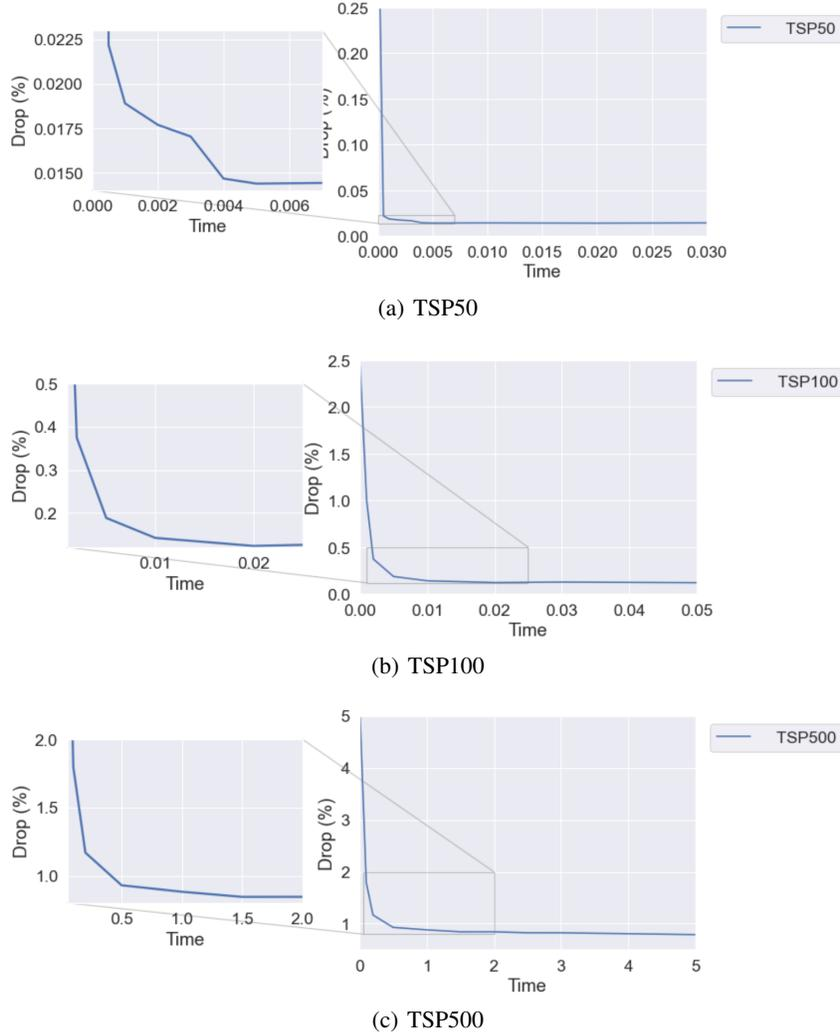 0.25
TSP50
0.0225
0.20
0.0200
0.15
Drop (%)
0.0175
0.10
0.0150
0.05
0.000 0.002 0.004 0.006
Time
0.00
0.000 0.005 0.010 0.015 0.020 0.025 0.030
Time
Drop (%)
(a) TSP50
2.5
TSP100
0.5
2.0
0.4
1.5
Drop (%)
0.3
Drop (%)
1.0
0.2
0.5
0.01 0.02
Time
0.0
0.00 0.01 0.02 0.03 0.04 0.05
Time
(b) TSP100
5
TSP500
2.0
4
1.5
Drop (%)
3
Drop (%)
2
1.0
1
0.5 1.0 1.5 2.0
Time
0 1 2 3 4 5
Time
(c) TSP500